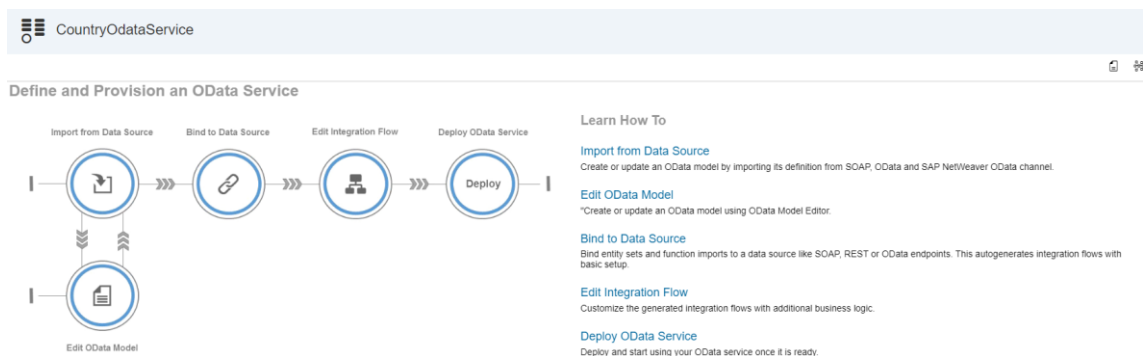 CountryOdataService
Define and Provision an OData Service
Import from Data Source
Bind to Data Source
Edit Integration Flow
Deploy OData Service
Deploy
Edit OData Model
Learn How To
Import from Data Source
Create or update an OData model by importing its definition from SOAP, OData and SAP NetWeaver OData channel.
Edit OData Model
"Create or update an OData model using OData Model Editor.
Bind to Data Source
Bind entity sets and function imports to a data source like SOAP, REST or OData endpoints. This autogenerates integration flows with
basic setup.
Edit Integration Flow
Customize the generated integration flows with additional business logic.
Deploy OData Service
Deploy and start using your OData service once it is ready.